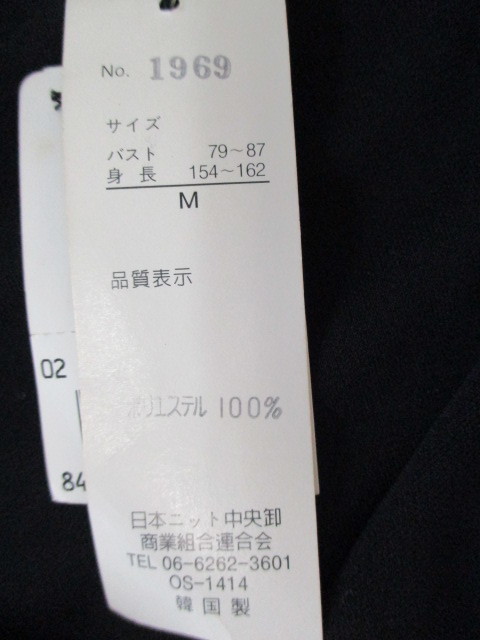 No. 1969
サイズ
バスト 79～87
身長 154～162
M
品質表示
ポリエステル 100%
日本ニット中央卸
商業組合連合会
TEL 06-6262-3601
OS-1414
韓国製
02
84